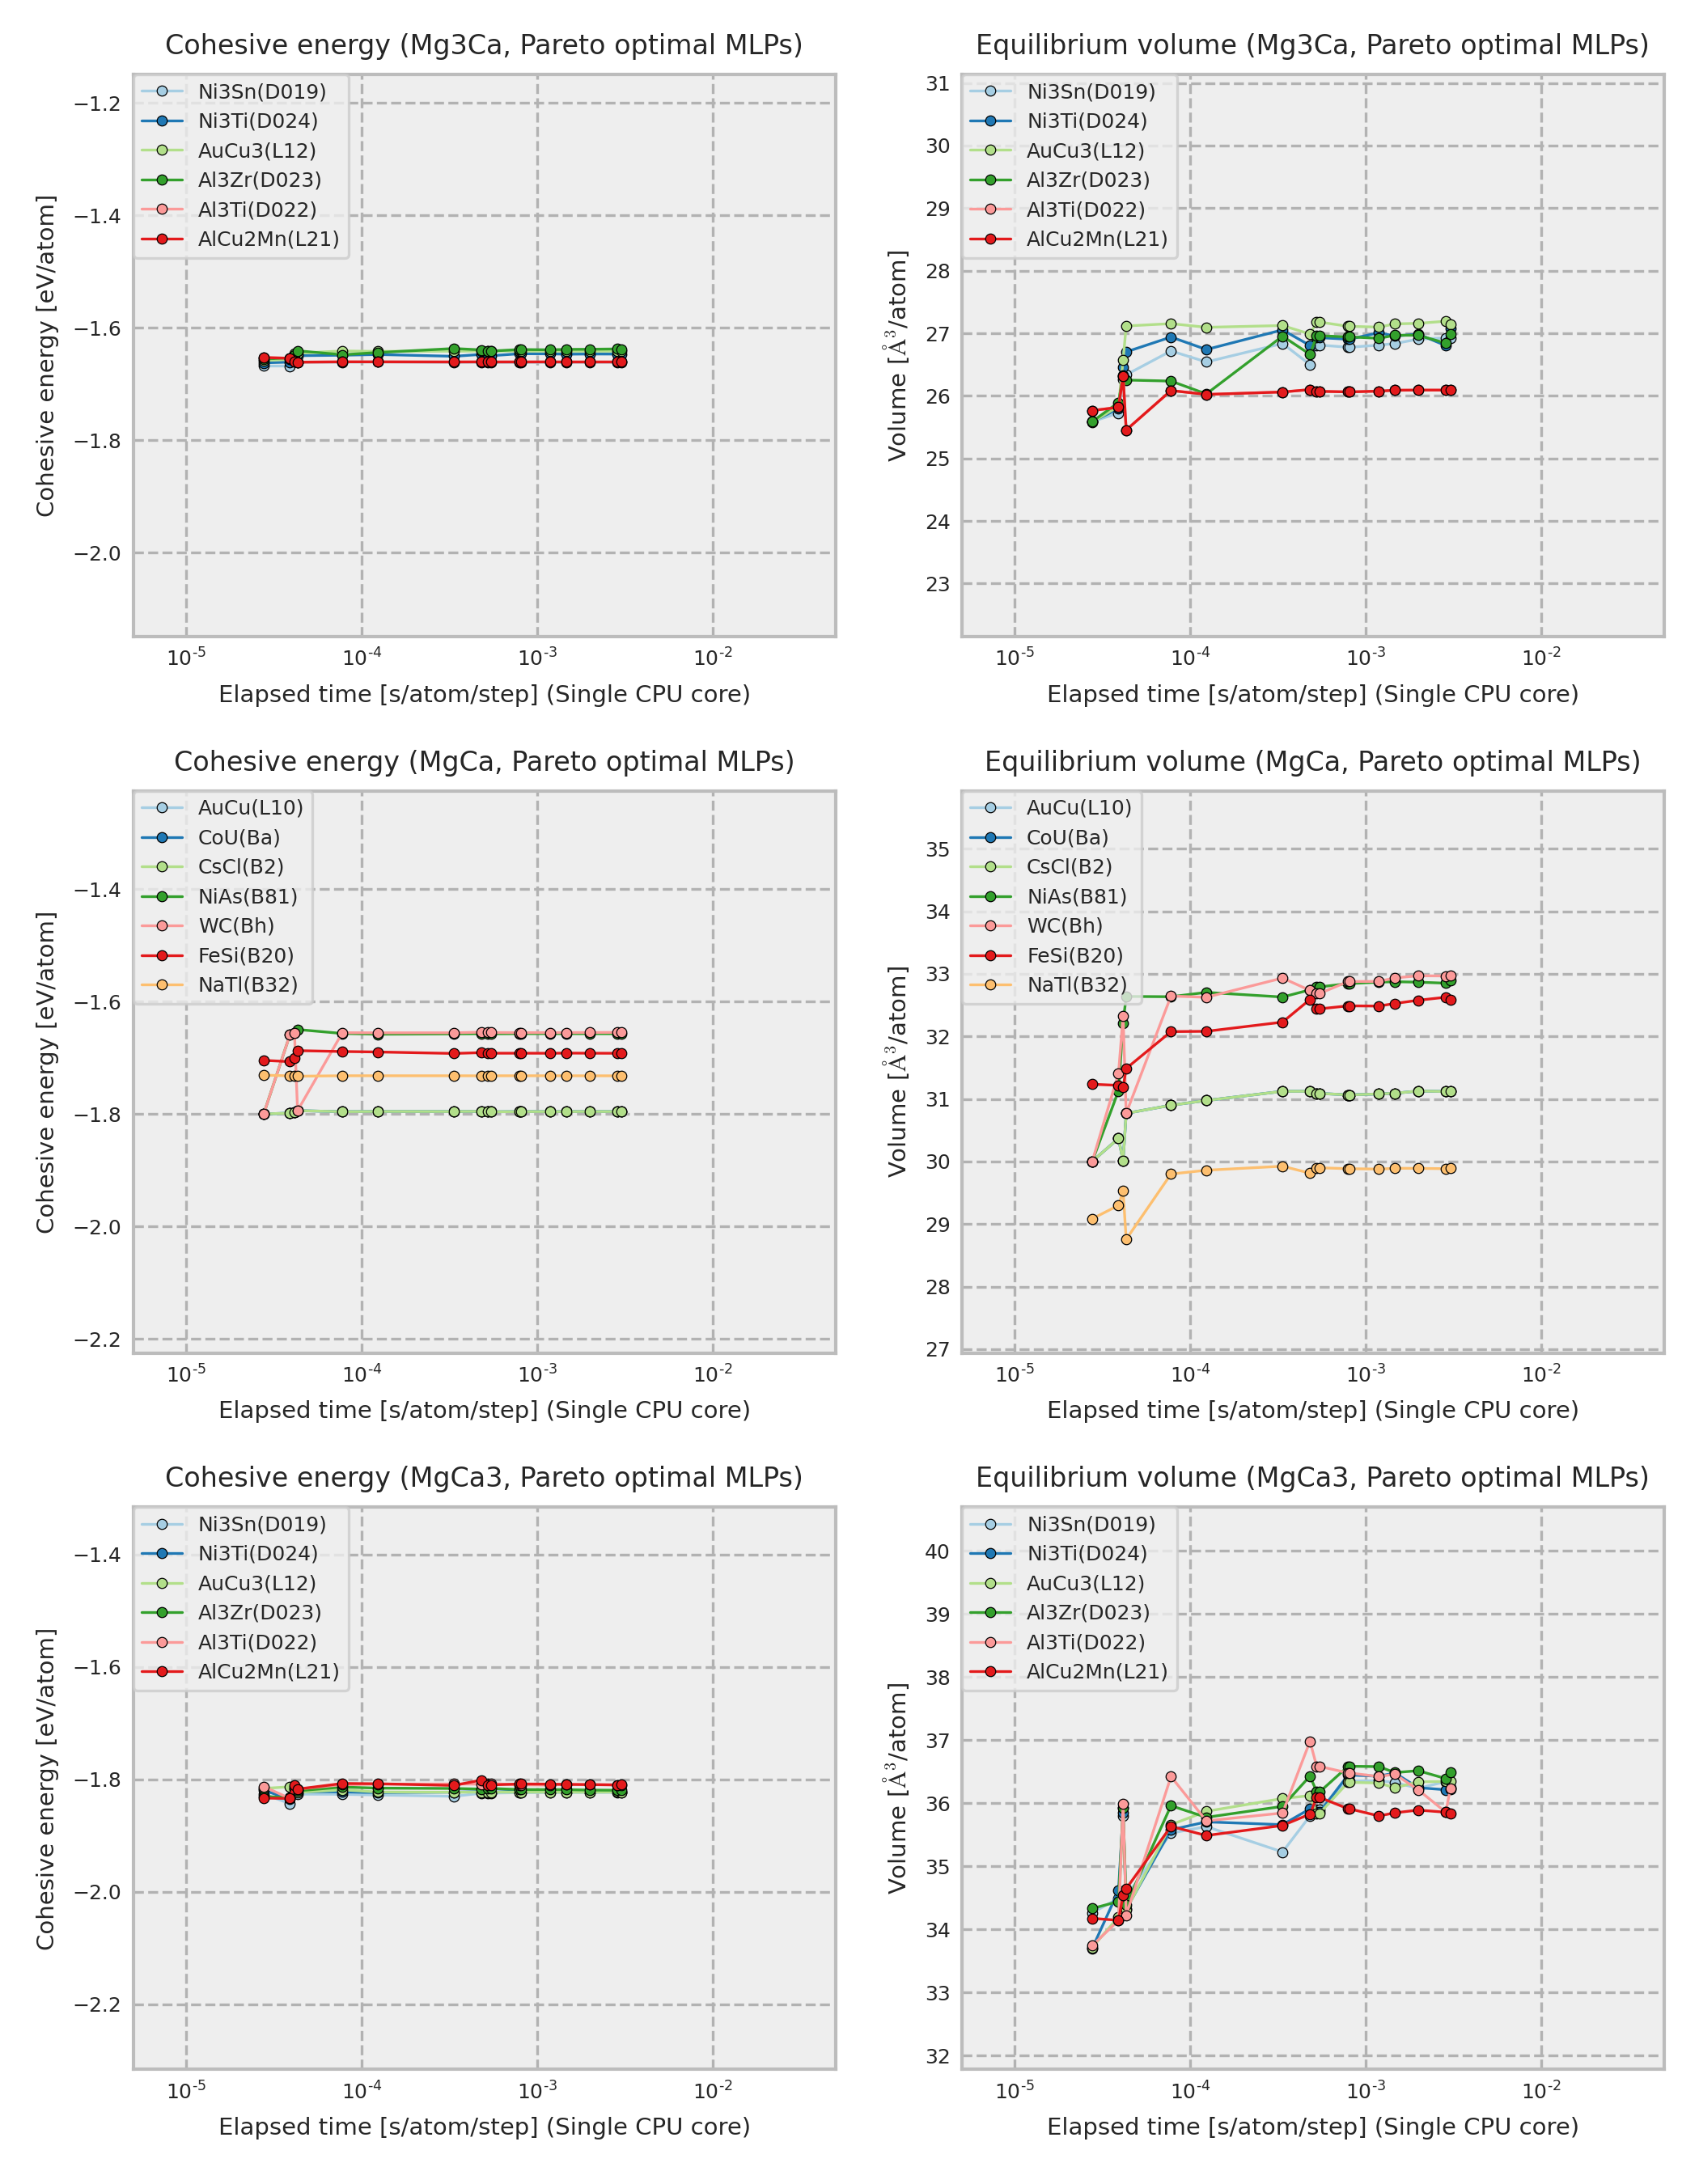 Cohesive energy (Mg3Ca, Pareto optimal MLPs)
Cohesive energy [eV/atom]
−1.2
−1.4
−1.6
−1.8
−2.0
Ni3Sn(D019)
Ni3Ti(D024)
AuCu3(L12)
Al3Zr(D023)
Al3Ti(D022)
AlCu2Mn(L21)
10-5 10-4 10-3 10-2
Elapsed time [s/atom/step] (Single CPU core)
Equilibrium volume (Mg3Ca, Pareto optimal MLPs)
Volume [Å3/atom]
31
30
29
28
27
26
25
24
23
Ni3Sn(D019)
Ni3Ti(D024)
AuCu3(L12)
Al3Zr(D023)
Al3Ti(D022)
AlCu2Mn(L21)
10-5 10-4 10-3 10-2
Elapsed time [s/atom/step] (Single CPU core)
Cohesive energy (MgCa, Pareto optimal MLPs)
Cohesive energy [eV/atom]
−1.4
−1.6
−1.8
−2.0
−2.2
AuCu(L10)
CoU(Ba)
CsCl(B2)
NiAs(B81)
WC(Bh)
FeSi(B20)
NaTl(B32)
10-5 10-4 10-3 10-2
Elapsed time [s/atom/step] (Single CPU core)
Equilibrium volume (MgCa, Pareto optimal MLPs)
Volume [Å3/atom]
35
34
33
32
31
30
29
28
27
AuCu(L10)
CoU(Ba)
CsCl(B2)
NiAs(B81)
WC(Bh)
FeSi(B20)
NaTl(B32)
10-5 10-4 10-3 10-2
Elapsed time [s/atom/step] (Single CPU core)
Cohesive energy (MgCa3, Pareto optimal MLPs)
Cohesive energy [eV/atom]
−1.4
−1.6
−1.8
−2.0
−2.2
Ni3Sn(D019)
Ni3Ti(D024)
AuCu3(L12)
Al3Zr(D023)
Al3Ti(D022)
AlCu2Mn(L21)
10-5 10-4 10-3 10-2
Elapsed time [s/atom/step] (Single CPU core)
Equilibrium volume (MgCa3, Pareto optimal MLPs)
Volume [Å3/atom]
40
39
38
37
36
35
34
33
32
Ni3Sn(D019)
Ni3Ti(D024)
AuCu3(L12)
Al3Zr(D023)
Al3Ti(D022)
AlCu2Mn(L21)
10-5 10-4 10-3 10-2
Elapsed time [s/atom/step] (Single CPU core)